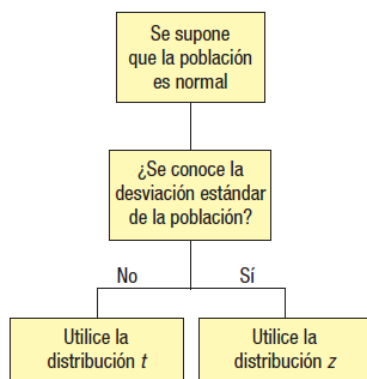 Se supone
que la población
es normal
¿Se conoce la
desviación estándar
de la población?
No
Sí
Utilice la
distribución t
Utilice la
distribución z